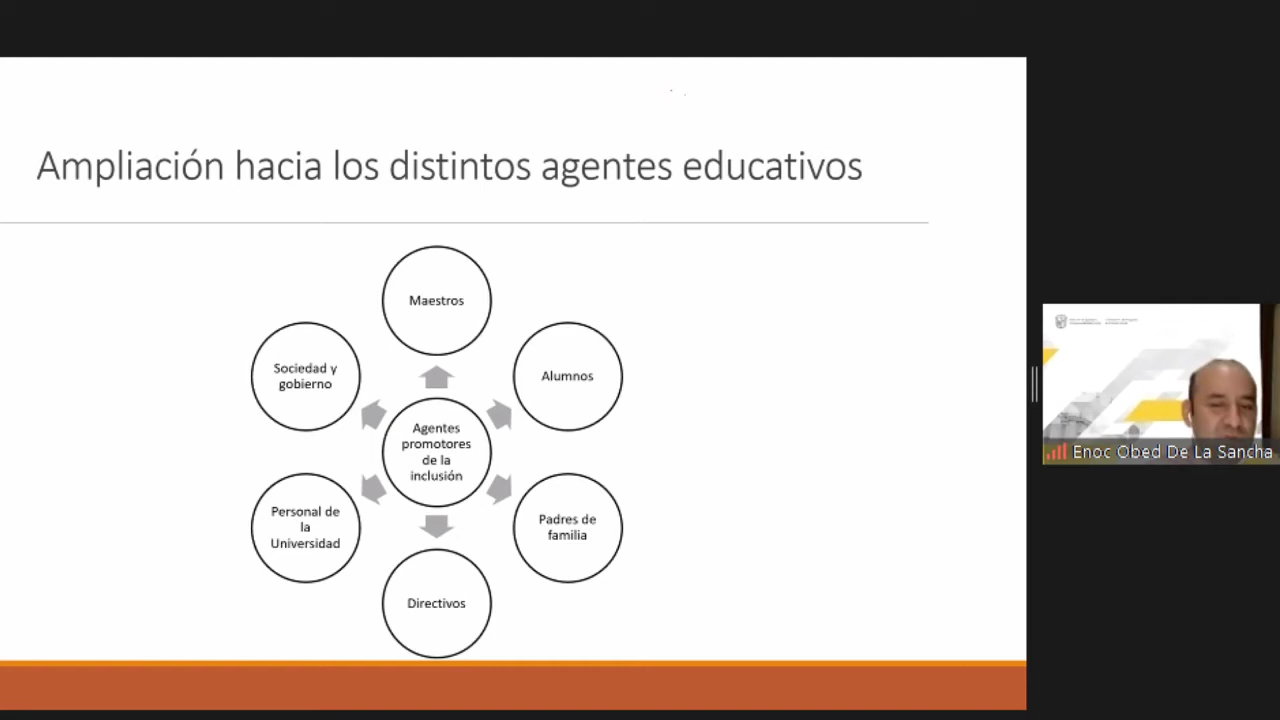 Ampliación hacia los distintos agentes educativos
Maestros
Sociedad y
gobierno
Alumnos
Agentes
promotores
de la
inclusión
Personal de
la
Universidad
Padres de
familia
Directivos
Enoc Obed De La Sancha